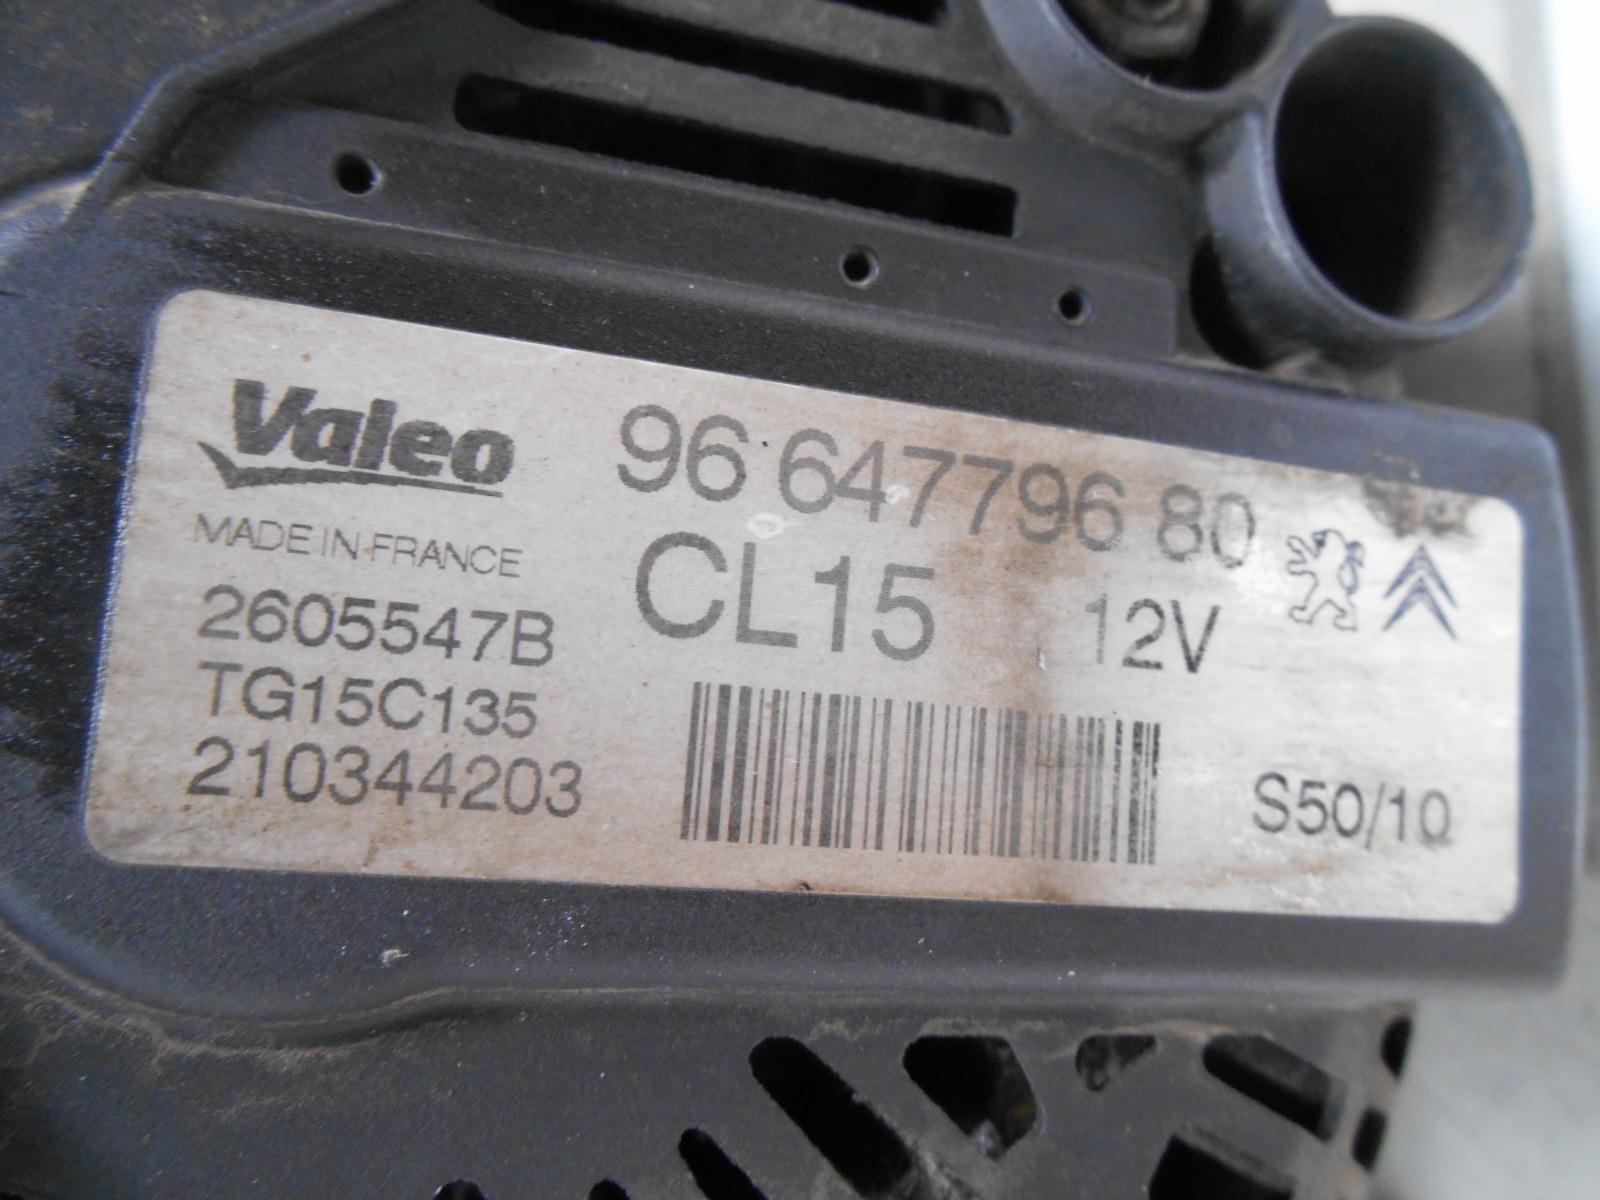 Valeo
96 647796 80
MADE IN FRANCE
CL15
12V
2605547B
TG15C135
210344203
S50/10